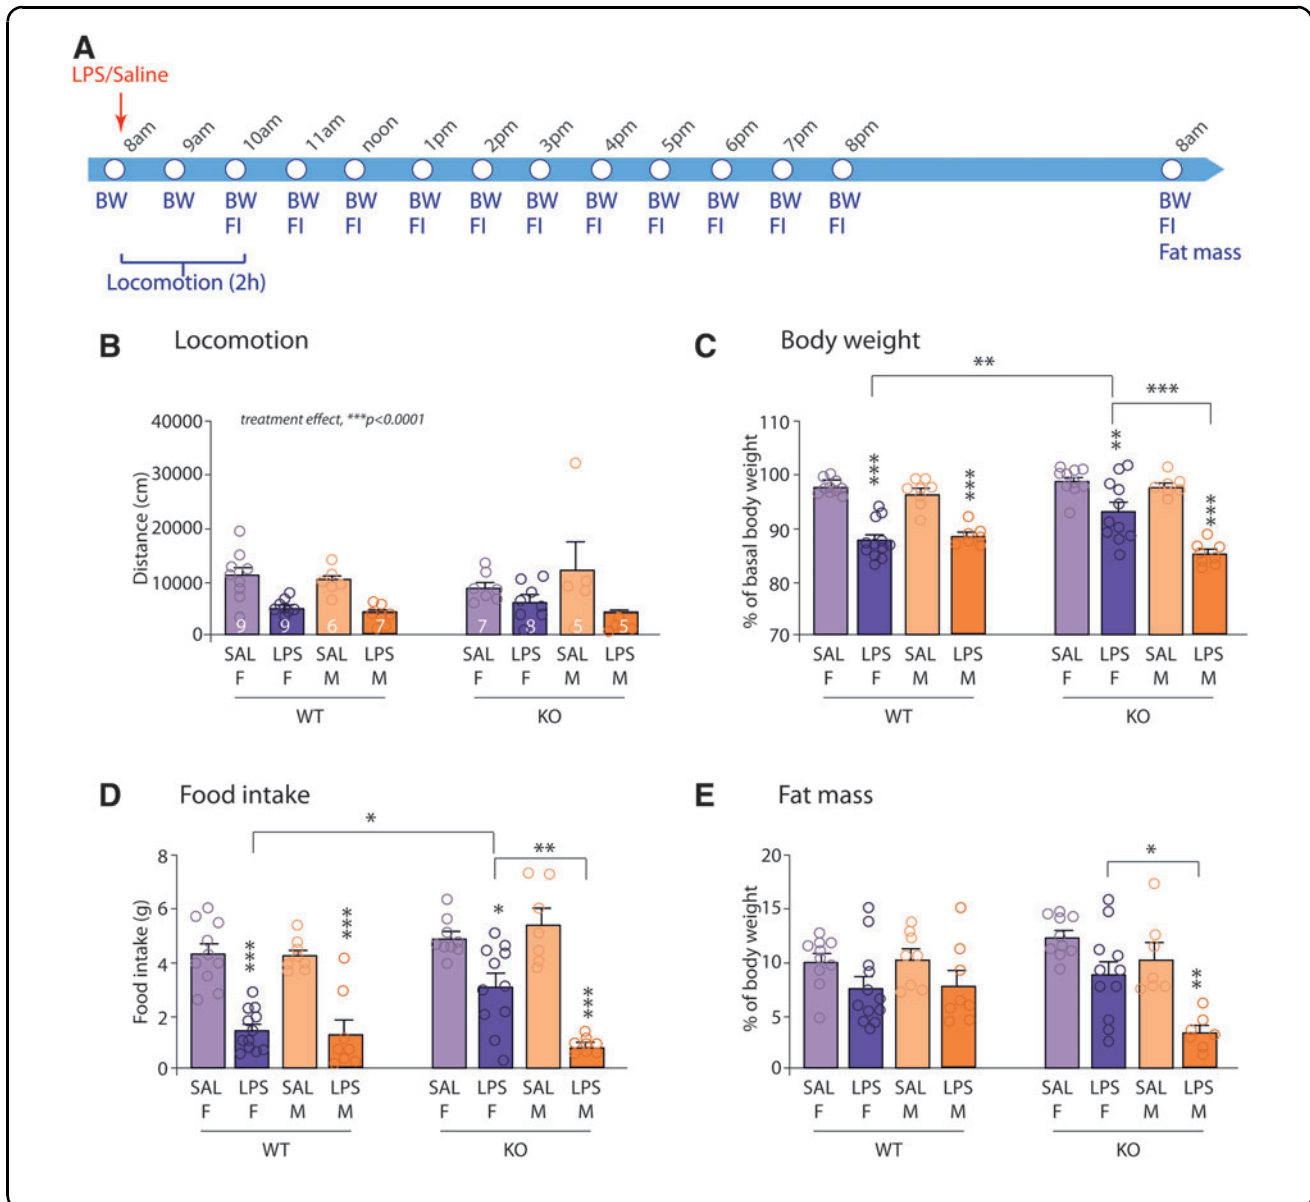 A
LPS/Saline
8am 9am 10am 11am noon 1pm 2pm 3pm 4pm 5pm 6pm 7pm 8pm 8am
BW BW BW BW BW BW BW BW BW BW BW BW BW BW
FI FI FI FI FI FI FI FI FI FI FI FI
Locomotion (2h)
Fat mass
B Locomotion
treatment effect, ***p<0.0001
Distance (cm)
40000
30000
20000
10000
0
9 9 6 7 7 8 5 5
SAL LPS SAL LPS SAL LPS SAL LPS
F F M M F F M M
WT KO
C Body weight
**
***
*** *** ** ***
% of basal body weight
110
100
90
80
70
SAL LPS SAL LPS SAL LPS SAL LPS
F F M M F F M M
WT KO
D Food intake
*
**
*** *** * ***
Food intake (g)
8
6
4
2
0
SAL LPS SAL LPS SAL LPS SAL LPS
F F M M F F M M
WT KO
E Fat mass
*
**
% of body weight
20
15
10
5
0
SAL LPS SAL LPS SAL LPS SAL LPS
F F M M F F M M
WT KO